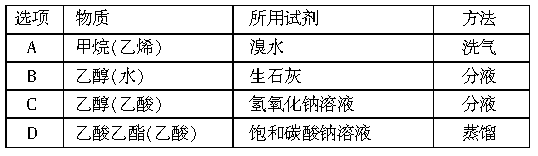 选项 物质 所用试剂 方法
A 甲烷(乙烯) 溴水 洗气
B 乙醇(水) 生石灰 分液
C 乙醇(乙酸) 氢氧化钠溶液 分液
D 乙酸乙酯(乙酸) 饱和碳酸钠溶液 蒸馏